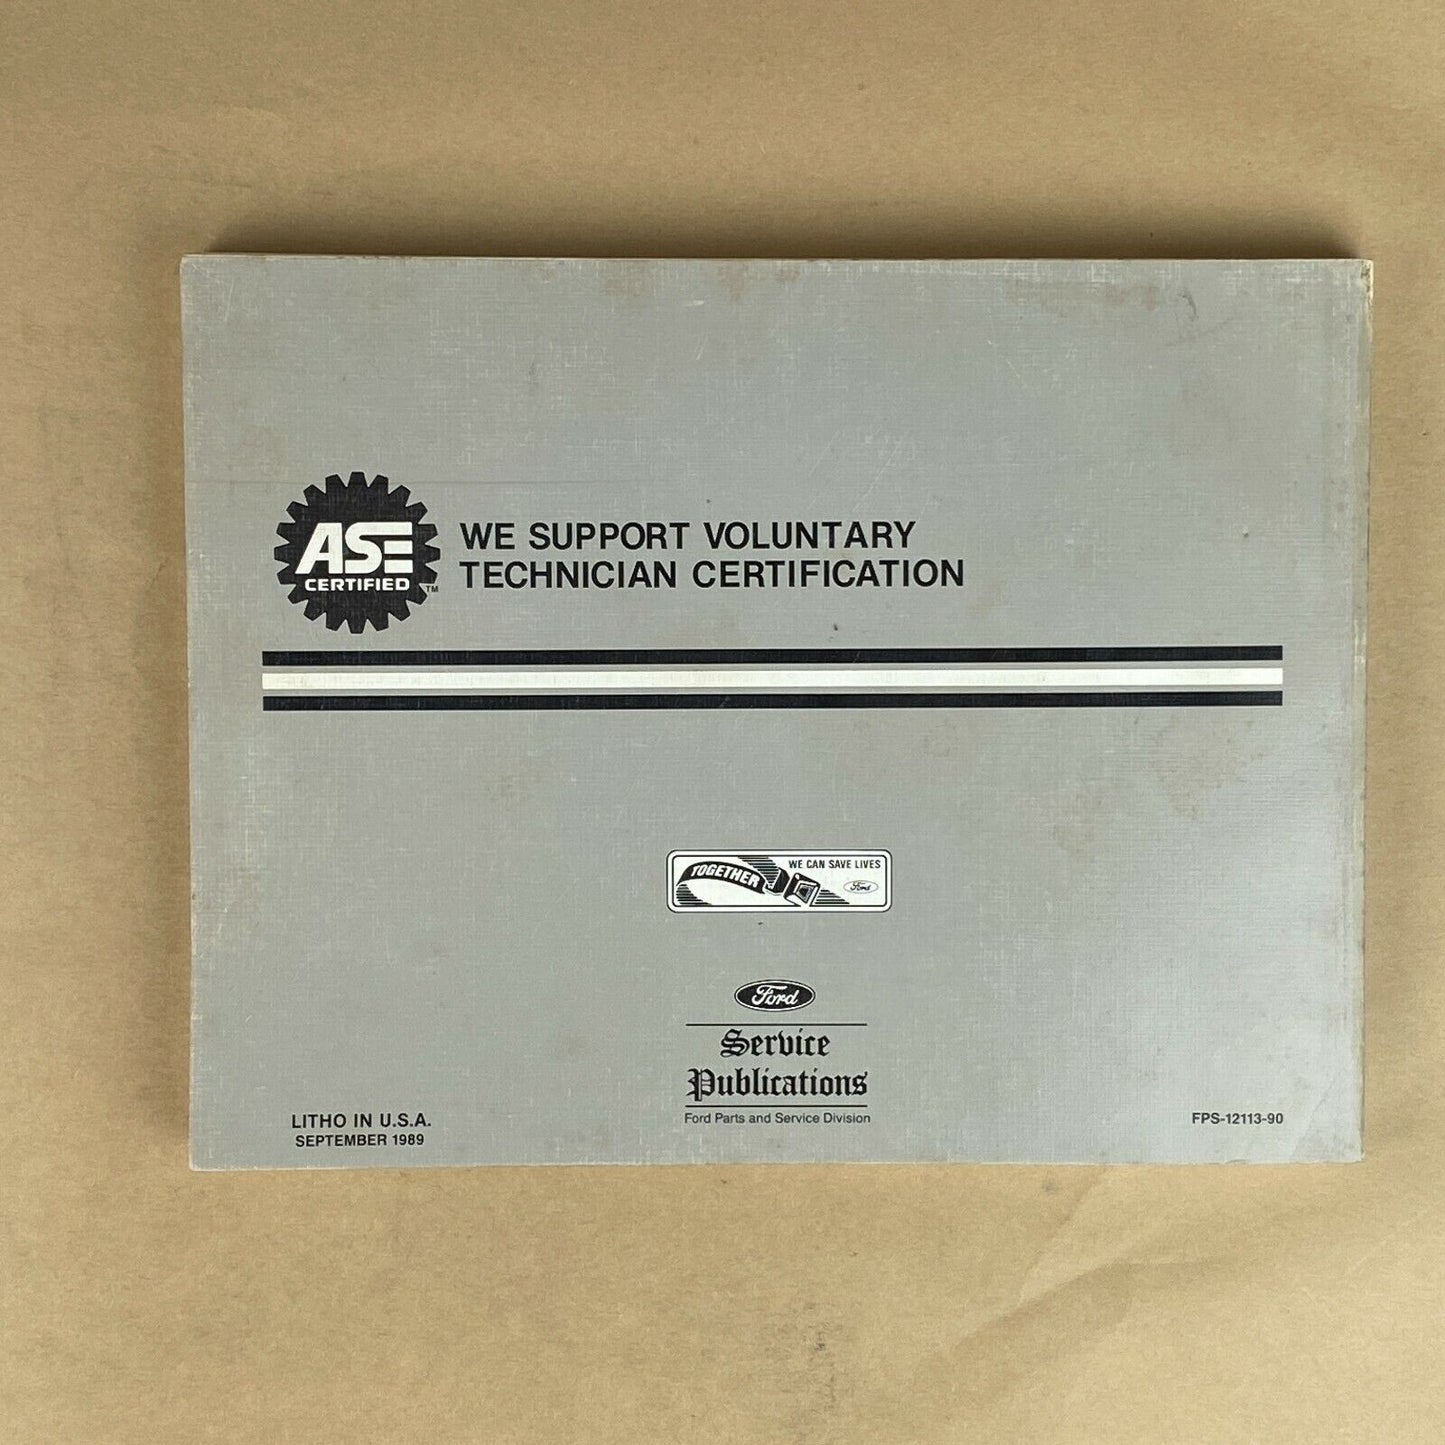 ASE
CERTIFIED
TM
WE SUPPORT VOLUNTARY
TECHNICIAN CERTIFICATION
TOGETHER
WE CAN SAVE LIVES
Ford
Ford
Service
Publications
Ford Parts and Service Division
LITHO IN U.S.A.
SEPTEMBER 1989
FPS-12113-90